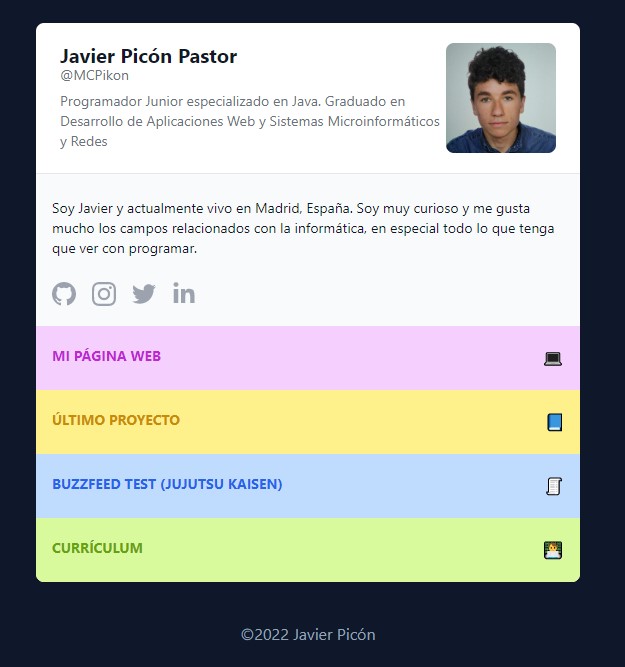 Javier Picón Pastor
@MCPikon
Programador Junior especializado en Java. Graduado en
Desarrollo de Aplicaciones Web y Sistemas Microinformáticos
y Redes
Soy Javier y actualmente vivo en Madrid, España. Soy muy curioso y me gusta
mucho los campos relacionados con la informática, en especial todo lo que tenga
que ver con programar.
MI PÁGINA WEB
ÚLTIMO PROYECTO
BUZZFEED TEST (JUJUTSU KAISEN)
CURRÍCULUM
©2022 Javier Picón